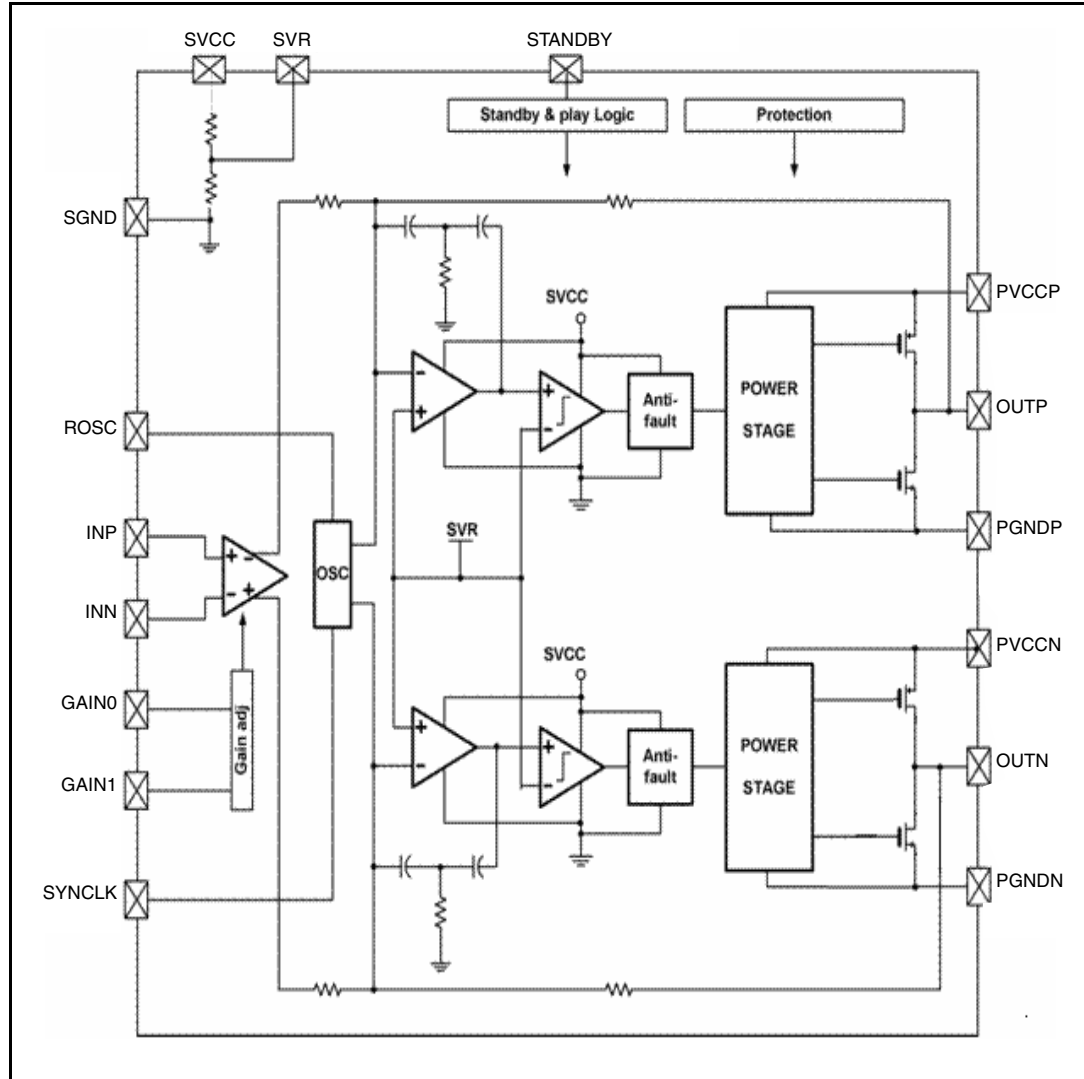 SVCC
SVR
STANDBY
Standby & play Logic
Protection
SGND
SVCC
PVCCP
+
-
+
-
Anti-
fault
POWER
STAGE
OUTP
ROSC
PGNDP
INP
+ -
- +
OSC
SVR
INN
PVCCN
SVCC
GAIN0
Gain adj
+
-
+
-
Anti-
fault
POWER
STAGE
OUTN
GAIN1
SYNCLK
PGNDN